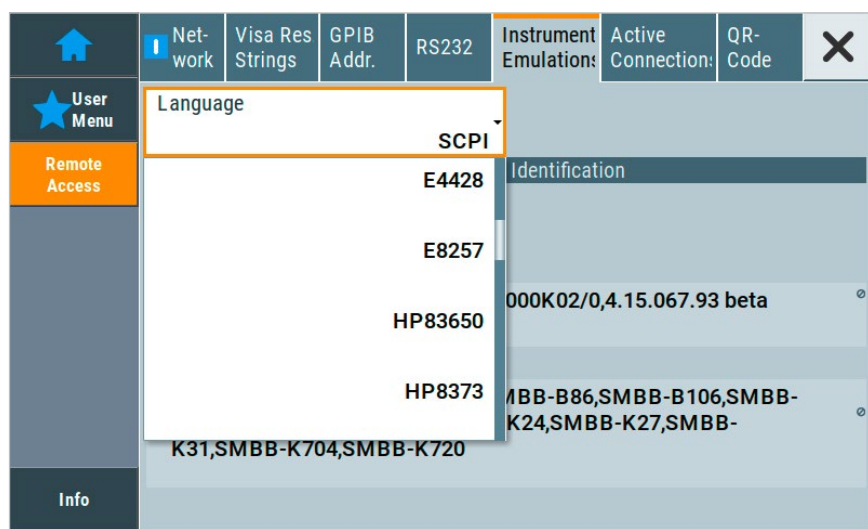 Net-
work
Visa Res
Strings
GPIB
Addr.
RS232
Instrument
Emulations
Active
Connection
QR-
Code
User
Menu
Language
SCPI
Remote
Access
Identification
E4428
E8257
HP83650
000K02/0,4.15.067.93 beta
HP8373
MBB-B86,SMBB-B106,SMBB-
K24,SMBB-K27,SMBB-
K31,SMBB-K704,SMBB-K720
Info